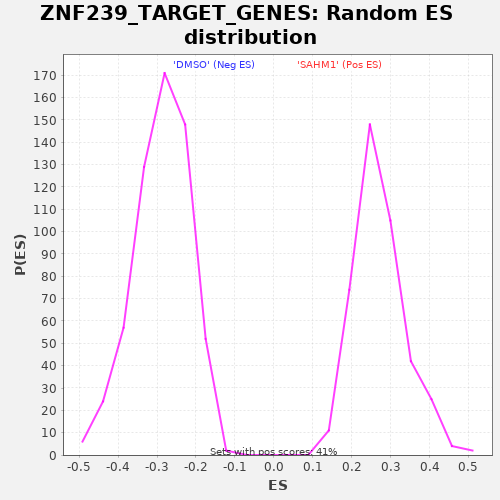 ZNF239_TARGET_GENES: Random ES
distribution
'DMSO' (Neg ES)
'SAHM1' (Pos ES)
P(ES)
170
160
150
140
130
120
110
100
90
80
70
60
50
40
30
20
10
0
Sets with pos scores: 41%
-0.5 -0.4 -0.3 -0.2 -0.1 0.0 0.1 0.2 0.3 0.4 0.5
ES